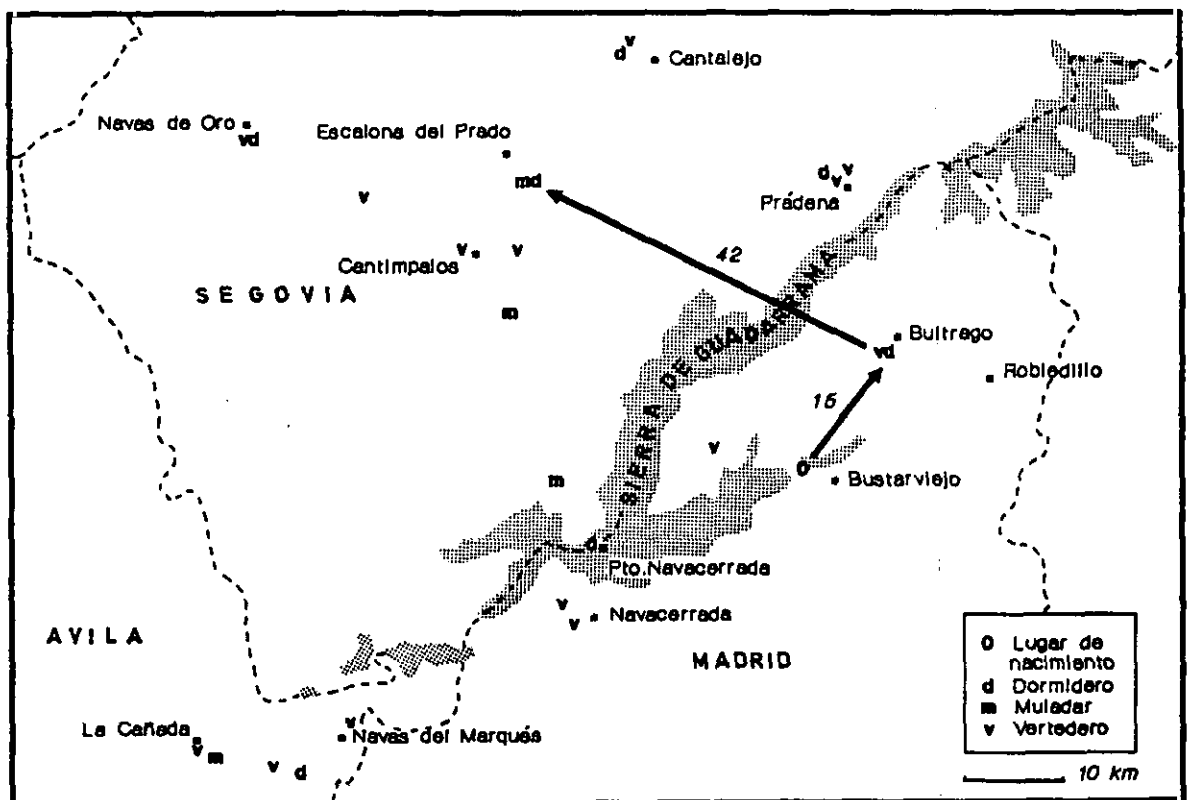 d v
Cantalejo
Navas de Oro
vd
Escalona del Prado
md
v
d v v
Prádena
42
v
Cantimpalos
v
SEGOVIA
m
SIERRA DE GUADARRAMA
Buitrago
vd
Robledillo
15
v
O
Bustarviejo
m
d
Pto.Navacerrada
v
v
Navacerrada
AVILA
MADRID
O Lugar de
nacimiento
d Dormidero
m Muladar
v Vertedero
La Cañada
v m
v
Navas del Marqués
v d
10 km